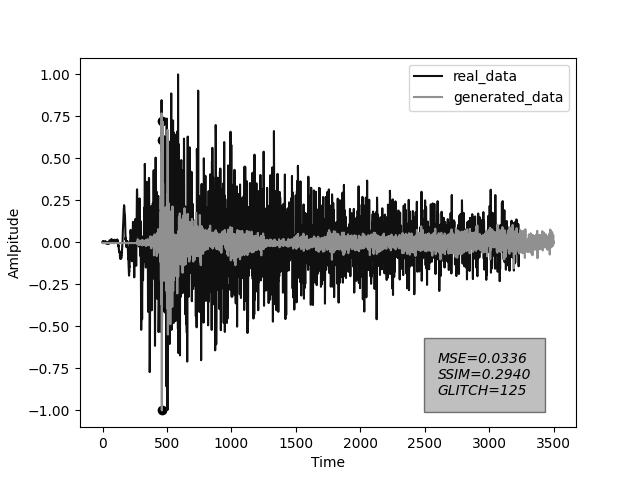 real_data
generated_data
1.00
0.75
0.50
0.25
0.00
−0.25
−0.50
−0.75
−1.00
Amlpitude
MSE=0.0336
SSIM=0.2940
GLITCH=125
0 500 1000 1500 2000 2500 3000 3500
Time